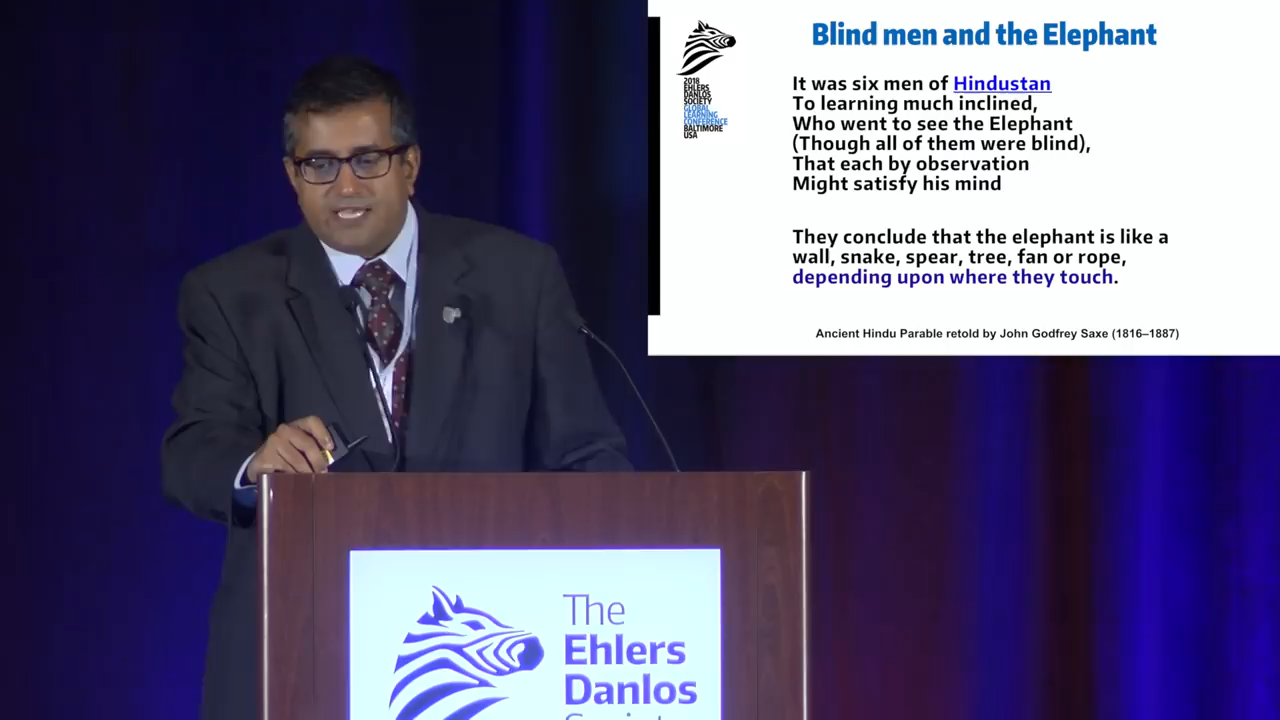 Blind men and the Elephant
2018
EHLERS
DANLOS
SOCIETY
GLOBAL
LEARNING
CONFERENCE
BALTIMORE
USA
It was six men of Hindustan
To learning much inclined,
Who went to see the Elephant
(Though all of them were blind),
That each by observation
Might satisfy his mind
They conclude that the elephant is like a
wall, snake, spear, tree, fan or rope,
depending upon where they touch.
Ancient Hindu Parable retold by John Godfrey Saxe (1816–1887)
The
Ehlers
Danlos